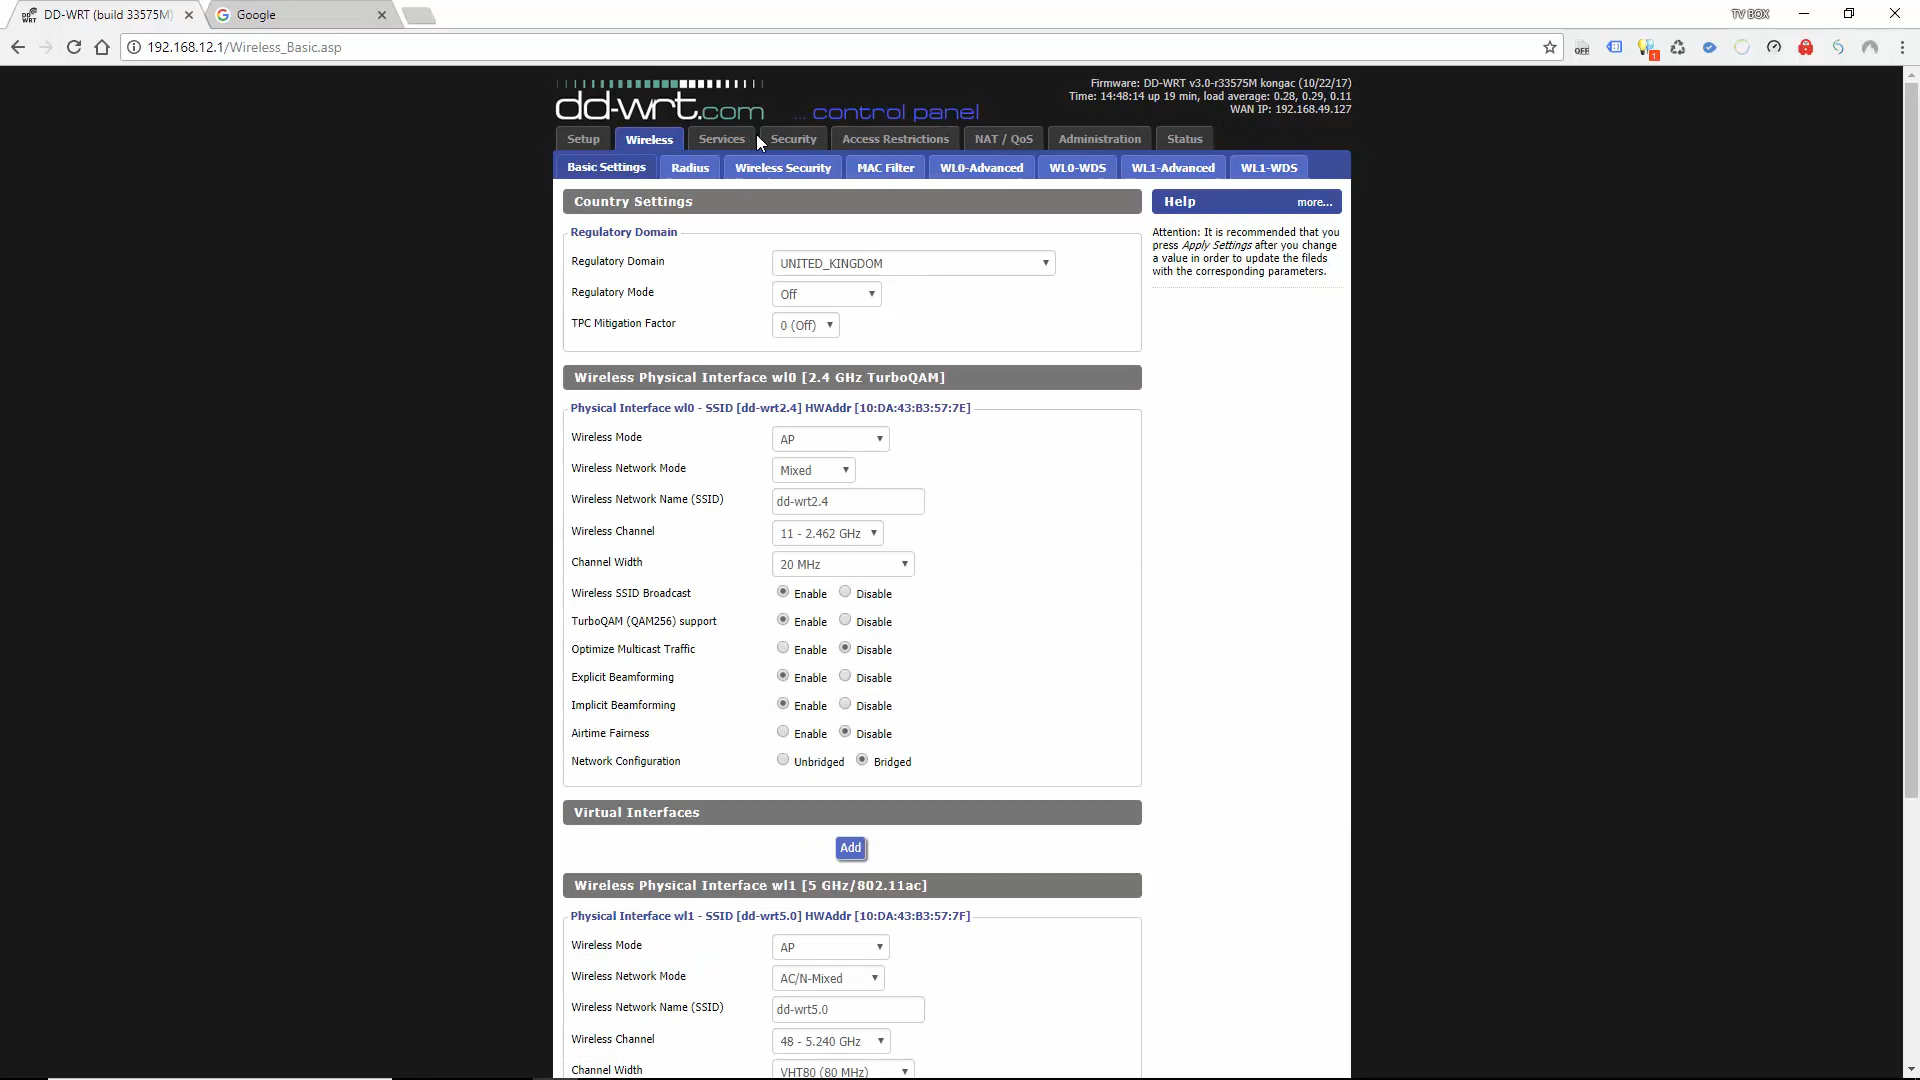 DD-WRT (build 33575M)
Google
TV BOX
192.168.12.1/Wireless_Basic.asp
OFF
1
DD WRT
dd-wrt.com ... control panel
Firmware: DD-WRT v3.0-r33575M kongac (10/22/17)
Time: 14:48:14 up 19 min, load average: 0.28, 0.29, 0.11
WAN IP: 192.168.49.127
Setup Wireless Services Security Access Restrictions NAT / QoS Administration Status
Basic Settings Radius Wireless Security MAC Filter WL0-Advanced WL0-WDS WL1-Advanced WL1-WDS
Country Settings
Regulatory Domain
Regulatory Domain UNITED_KINGDOM
Regulatory Mode Off
TPC Mitigation Factor 0 (Off)
Wireless Physical Interface wl0 [2.4 GHz TurboQAM]
Physical Interface wl0 - SSID [dd-wrt2.4] HWAddr [10:DA:43:B3:57:7E]
Wireless Mode AP
Wireless Network Mode Mixed
Wireless Network Name (SSID) dd-wrt2.4
Wireless Channel 11 - 2.462 GHz
Channel Width 20 MHz
Wireless SSID Broadcast Enable Disable
TurboQAM (QAM256) support Enable Disable
Optimize Multicast Traffic Enable Disable
Explicit Beamforming Enable Disable
Implicit Beamforming Enable Disable
Airtime Fairness Enable Disable
Network Configuration Unbridged Bridged
Virtual Interfaces
Add
Wireless Physical Interface wl1 [5 GHz/802.11ac]
Physical Interface wl1 - SSID [dd-wrt5.0] HWAddr [10:DA:43:B3:57:7F]
Wireless Mode AP
Wireless Network Mode AC/N-Mixed
Wireless Network Name (SSID) dd-wrt5.0
Wireless Channel 48 - 5.240 GHz
Channel Width VHT80 (80 MHz)
Help more...
Attention: It is recommended that you
press Apply Settings after you change
a value in order to update the fileds
with the corresponding parameters.